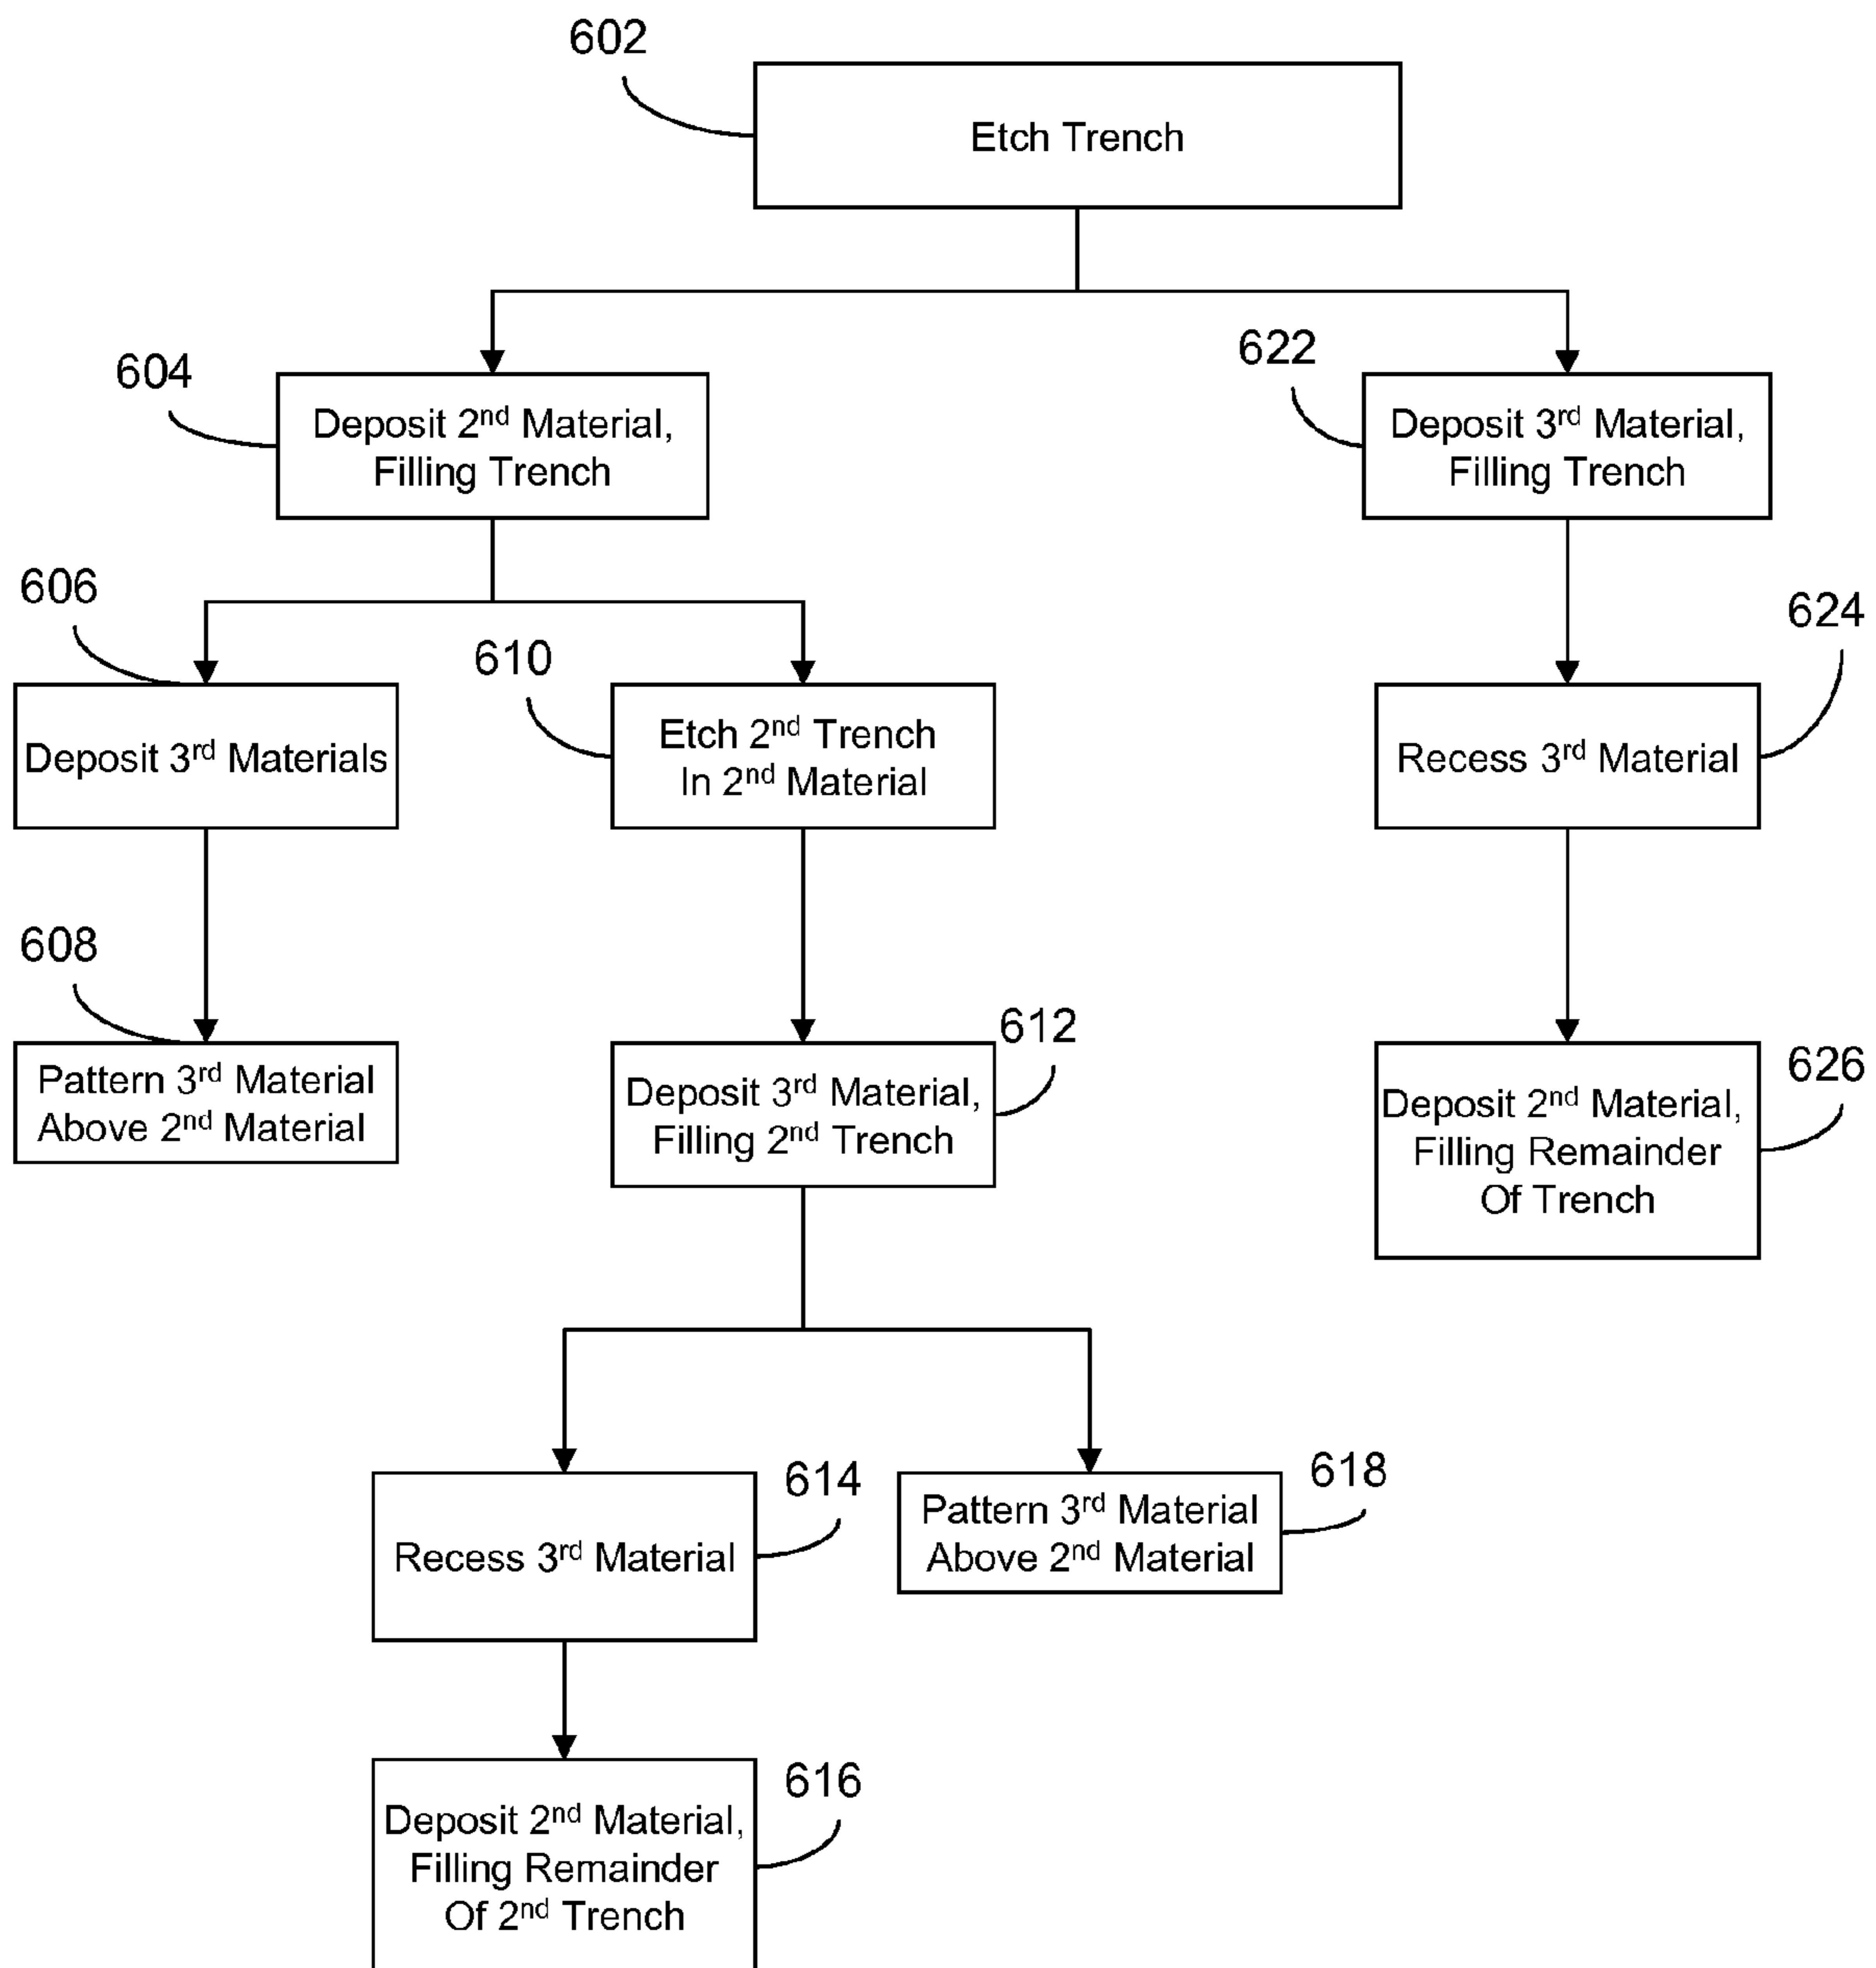 602
Etch Trench
604
Deposit 2nd Material,
Filling Trench
622
Deposit 3rd Material,
Filling Trench
606
Deposit 3rd Materials
610
Etch 2nd Trench
In 2nd Material
624
Recess 3rd Material
608
Pattern 3rd Material
Above 2nd Material
612
Deposit 3rd Material,
Filling 2nd Trench
626
Deposit 2nd Material,
Filling Remainder
Of Trench
614
Recess 3rd Material
618
Pattern 3rd Material
Above 2nd Material
616
Deposit 2nd Material,
Filling Remainder
Of 2nd Trench